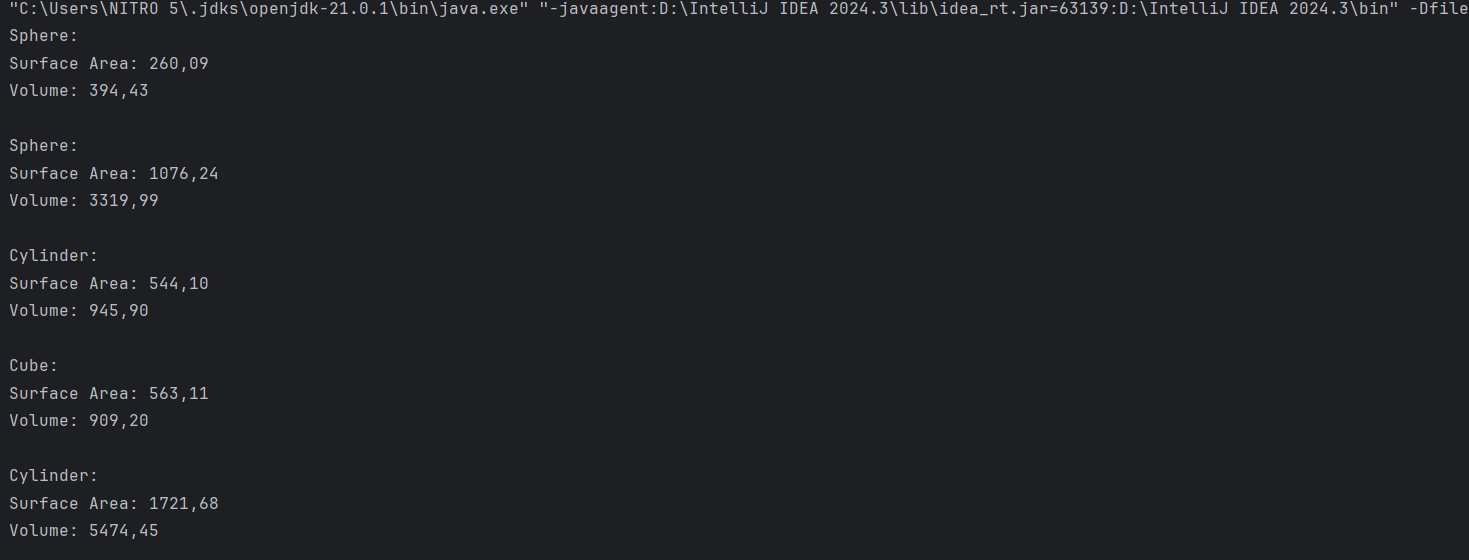 "C:\Users\NITRO 5\.jdks\openjdk-21.0.1\bin\java.exe" "-javaagent:D:\IntelliJ IDEA 2024.3\lib\idea_rt.jar=63139:D:\IntelliJ IDEA 2024.3\bin" -Dfile
Sphere:
Surface Area: 260,09
Volume: 394,43
Sphere:
Surface Area: 1076,24
Volume: 3319,99
Cylinder:
Surface Area: 544,10
Volume: 945,90
Cube:
Surface Area: 563,11
Volume: 909,20
Cylinder:
Surface Area: 1721,68
Volume: 5474,45